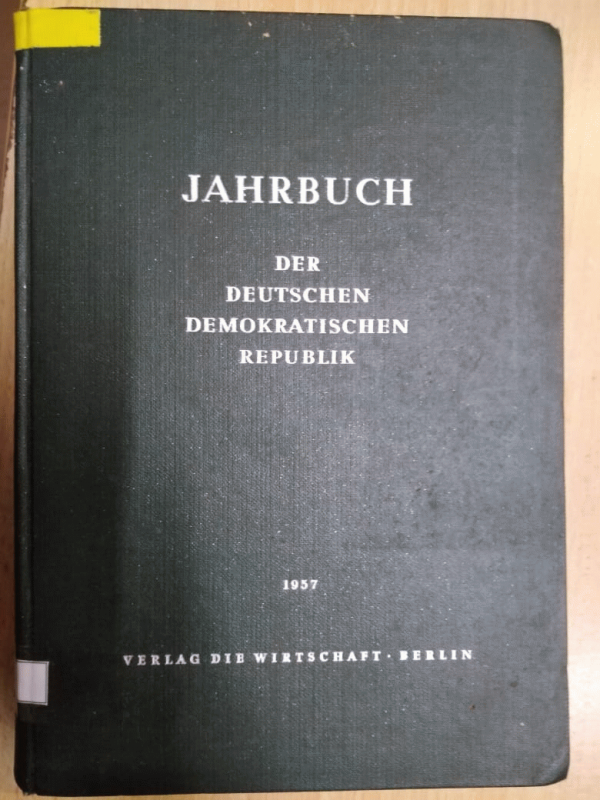 JAHRBUCH
DER
DEUTSCHEN
DEMOKRATISCHEN
REPUBLIK
1957
VERLAG DIE WIRTSCHAFT · BERLIN